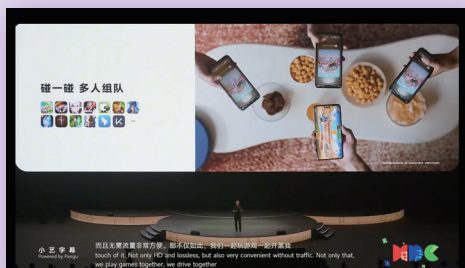 碰一碰 多人组队
小艺字幕
Powered by Pangu
而且无需流量非常方便。那不仅如此，我们一起玩游戏一起开黑我
touch of it. Not only HD and lossless, but also very convenient without traffic. Not only that,
we play games together, we drive together
HDC